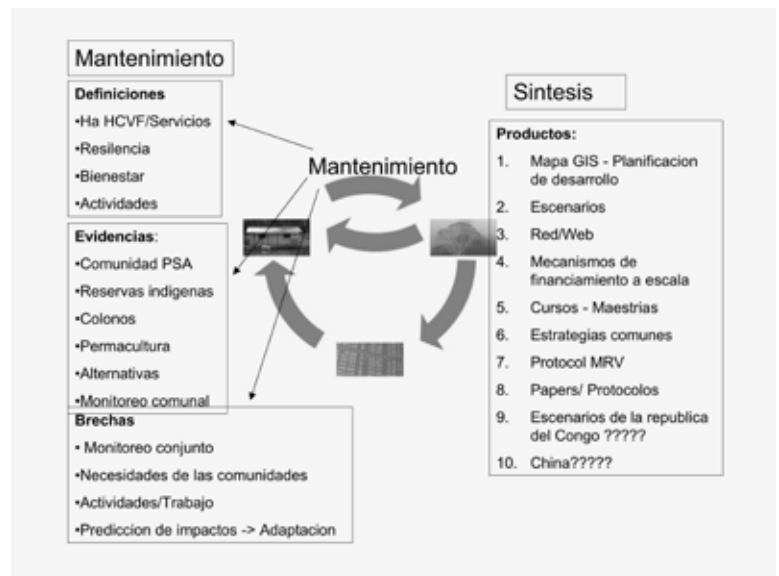 Mantenimiento
Definiciones
•Ha HCVF/Servicios
•Resilencia
•Bienestar
•Actividades
Evidencias:
•Comunidad PSA
•Reservas indigenas
•Colonos
•Permacultura
•Alternativas
•Monitoreo comunal
Brechas
• Monitoreo conjunto
•Necesidades de las comunidades
•Actividades/Trabajo
•Prediccion de impactos -> Adaptacion
Mantenimiento
Sintesis
Productos:
1. Mapa GIS - Planificacion
de desarrollo
2. Escenarios
3. Red/Web
4. Mecanismos de
financiamiento a escala
5. Cursos - Maestrias
6. Estrategias comunes
7. Protocol MRV
8. Papers/ Protocolos
9. Escenarios de la republica
del Congo ?????
10. China?????